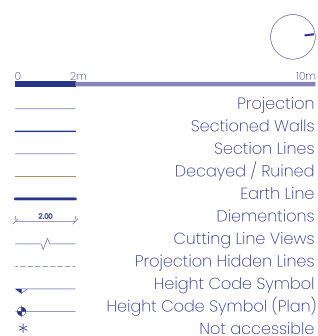 0 2m 10m
Projection
Sectioned Walls
Section Lines
Decayed / Ruined
Earth Line
2.00 Diementions
Cutting Line Views
Projection Hidden Lines
Height Code Symbol
Height Code Symbol (Plan)
Not accessible